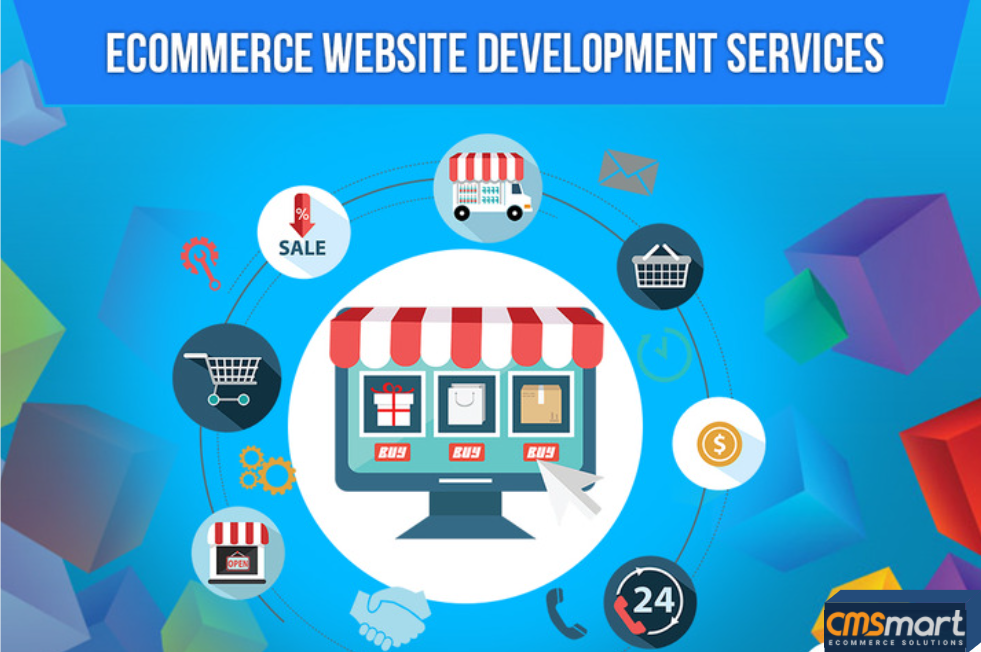 ECOMMERCE WEBSITE DEVELOPMENT SERVICES
%
SALE
BUY BUY BUY
$
OPEN
24
CMSmart
ECOMMERCE SOLUTIONS